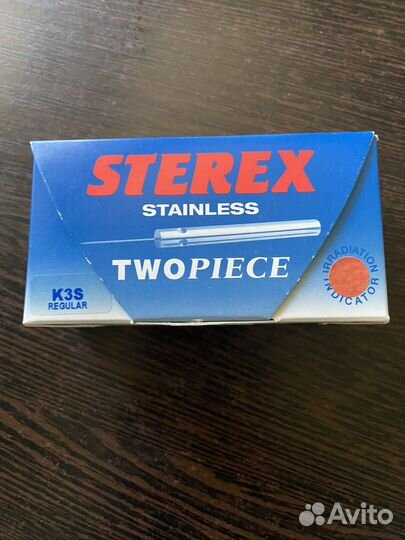 STEREX
STAINLESS
TWOPIECE
K3S
REGULAR
IRRADIATION
INDICATOR
Avito